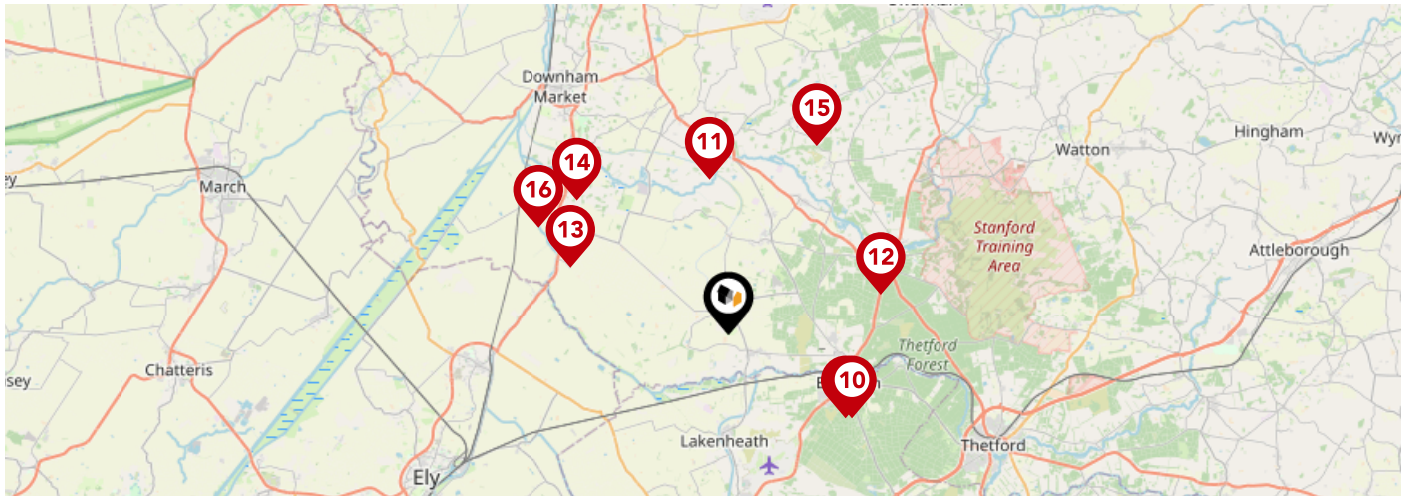 Downham
Market
15
11
14
16
13
12
10
March
Watton
Hingham
Stanford
Training
Area
Attleborough
Thetford
Forest
Chatteris
Lakenheath
Thetford
Ely